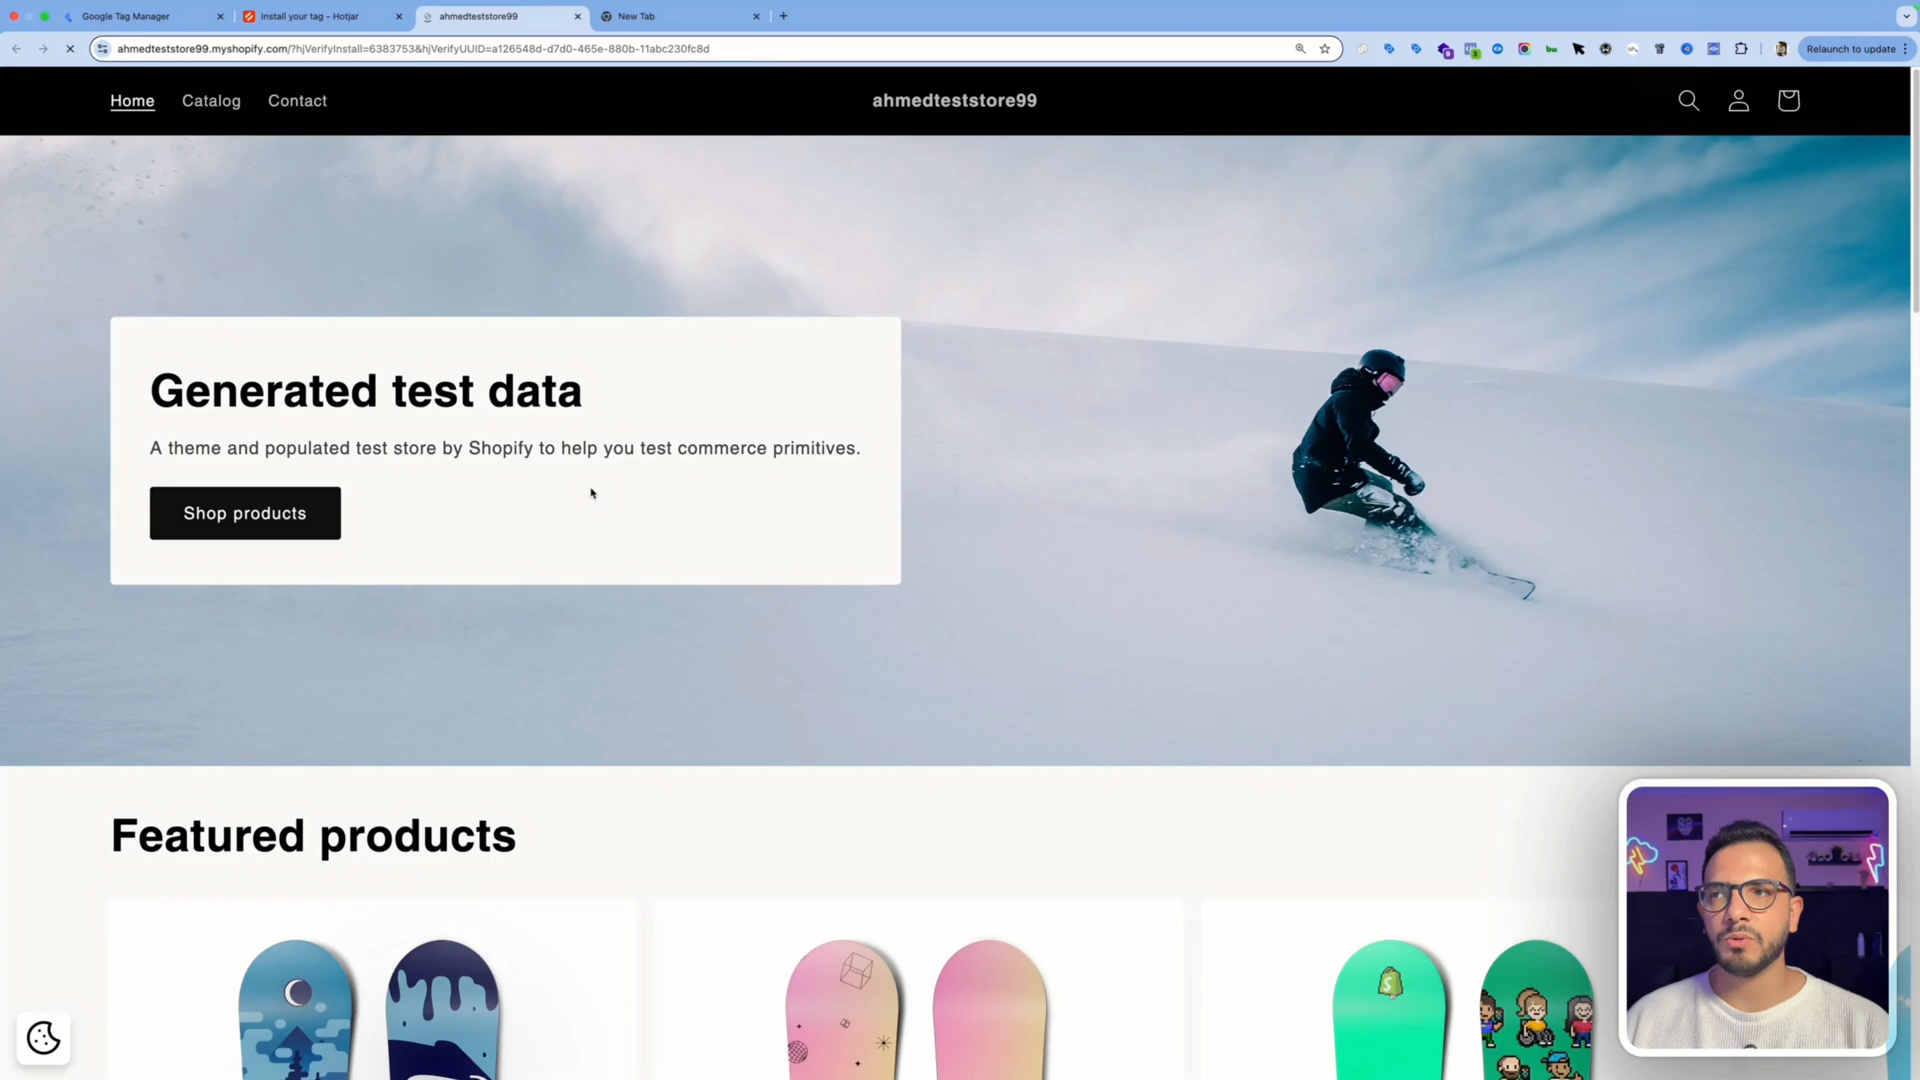 Google Tag Manager
Install your tag - Hotjar
ahmedteststore99
New Tab
ahmedteststore99.myshopify.com/?hjVerifyInstall=6383753&hjVerifyUUID=a126548d-d7d0-465e-880b-11abc230fc8d
Relaunch to update
Home
Catalog
Contact
ahmedteststore99
Generated test data
A theme and populated test store by Shopify to help you test commerce primitives.
Shop products
Featured products